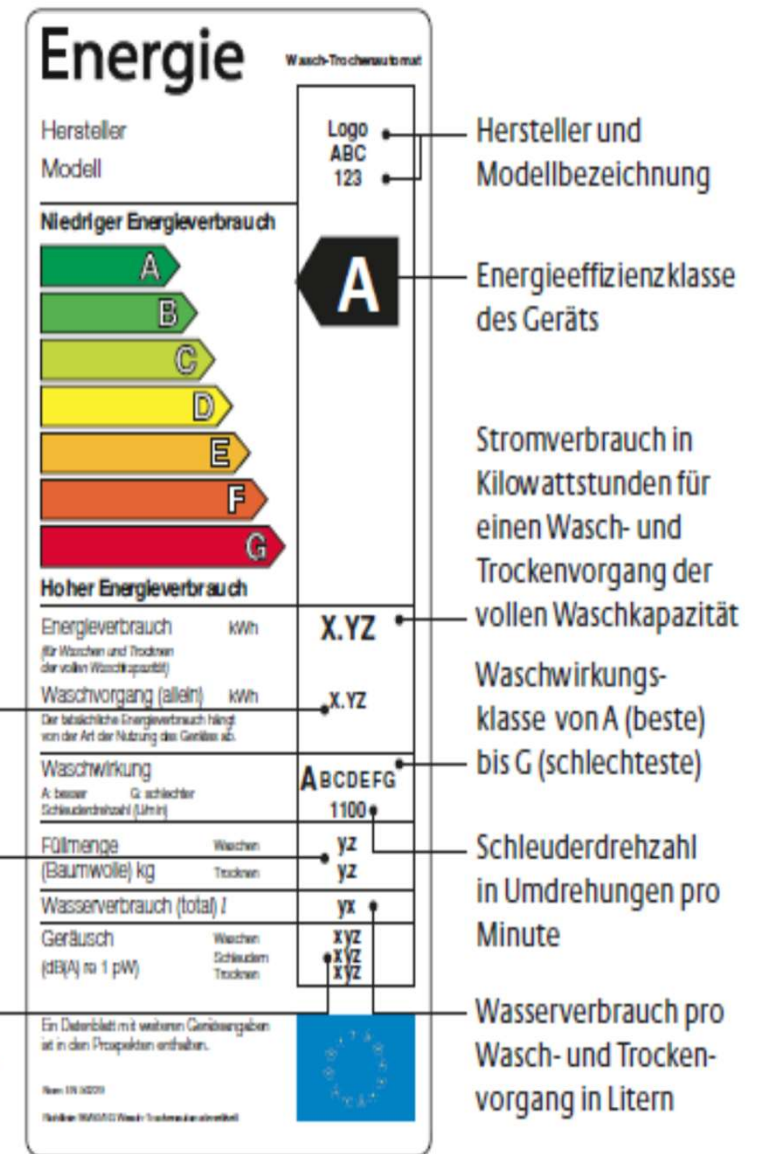 Energie
Wasch-Trockenautomat
Hersteller
Modell
Logo
ABC
123
Niedriger Energieverbrauch
A
B
C
D
E
F
G
A
Hoher Energieverbrauch
Energieverbrauch kWh
X.YZ
(für Waschen und Trocknen
der vollen Waschkapazität)
Waschvorgang (allein) kWh
X.YZ
Der tatsächliche Energieverbrauch hängt
von der Art der Nutzung des Gerätes ab.
Waschwirkung
ABCDEFG
A: besser G: schlechter
Schleuderdrehzahl (U/min)
1100
Füllmenge Waschen yz
(Baumwolle) kg Trocknen yz
Wasserverbrauch (total) l yx
Geräusch Waschen xyz
Schleudern xyz
(dB(A) re 1 pW) Trocknen xyz
Ein Datenblatt mit weiteren Geräteangaben
ist in den Prospekten enthalten.
Norm EN 50229
Hersteller und
Modellbezeichnung
Energieeffizienzklasse
des Geräts
Stromverbrauch in
Kilowattstunden für
einen Wasch- und
Trockenvorgang der
vollen Waschkapazität
Waschwirkungs-
klasse von A (beste)
bis G (schlechteste)
Schleuderdrehzahl
in Umdrehungen pro
Minute
Wasserverbrauch pro
Wasch- und Trocken-
vorgang in Litern